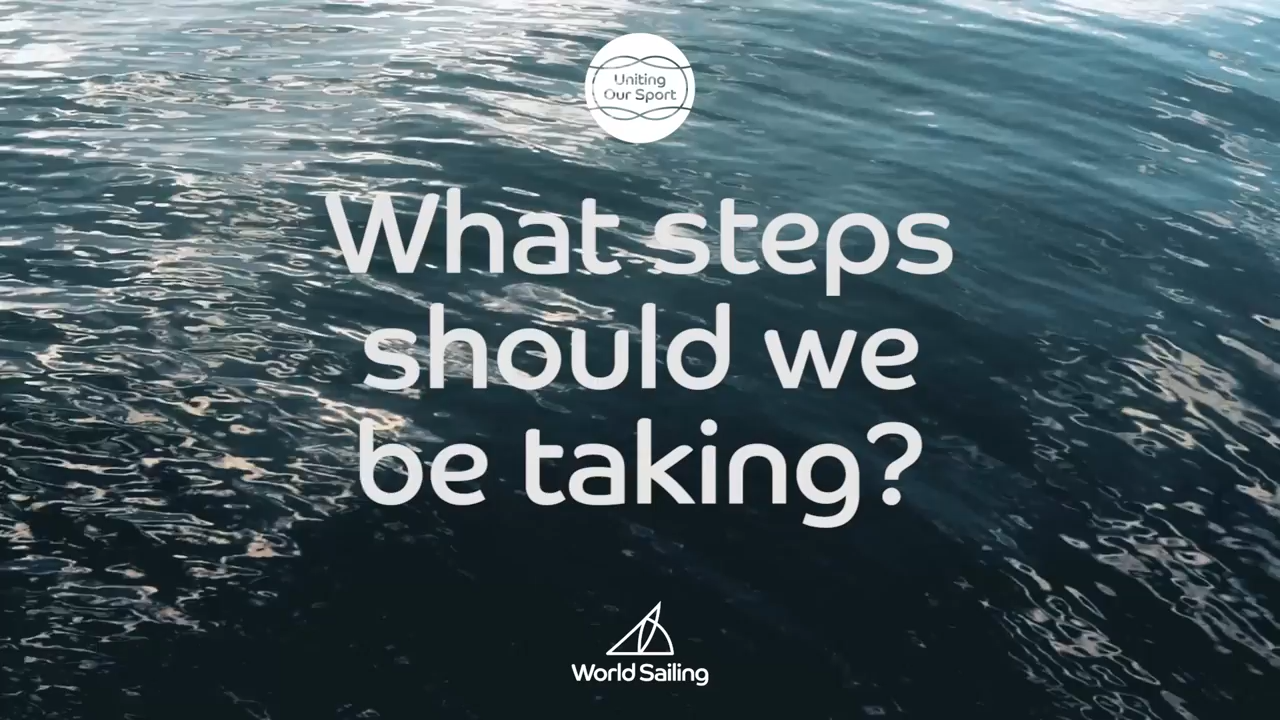 Uniting
Our Sport
What steps
should we
be taking?
World Sailing